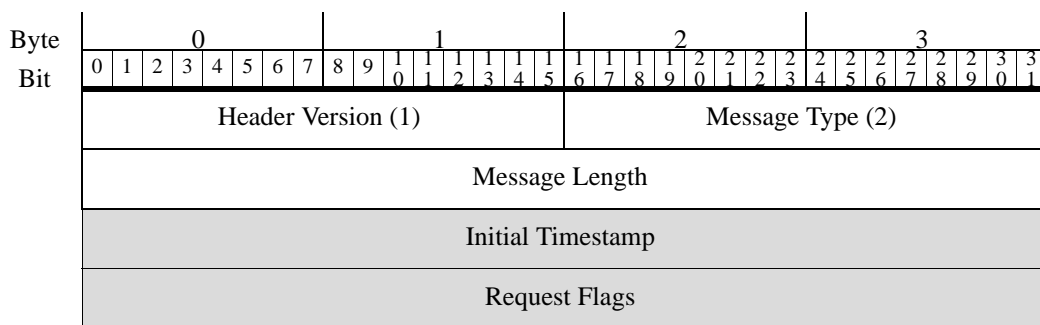 Byte 0 1 2 3
Bit 0 1 2 3 4 5 6 7 8 9 10 11 12 13 14 15 16 17 18 19 20 21 22 23 24 25 26 27 28 29 30 31
Header Version (1) Message Type (2)
Message Length
Initial Timestamp
Request Flags